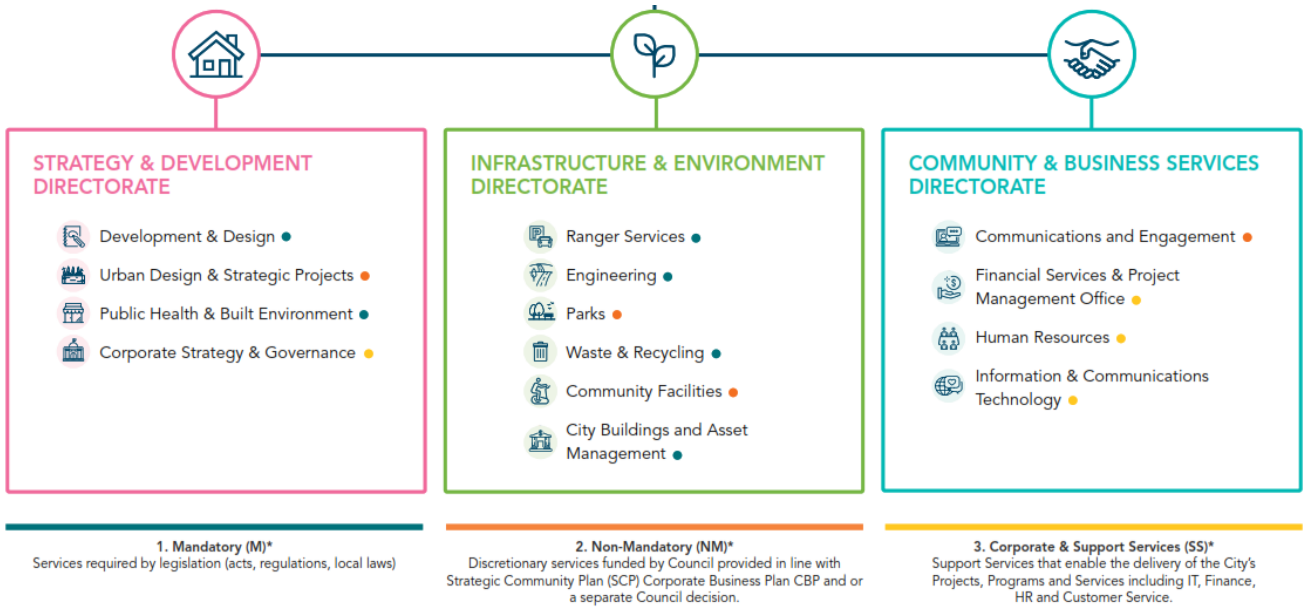 STRATEGY & DEVELOPMENT
DIRECTORATE
Development & Design
Urban Design & Strategic Projects
Public Health & Built Environment
Corporate Strategy & Governance
INFRASTRUCTURE & ENVIRONMENT
DIRECTORATE
Ranger Services
Engineering
Parks
Waste & Recycling
Community Facilities
City Buildings and Asset
Management
COMMUNITY & BUSINESS SERVICES
DIRECTORATE
Communications and Engagement
Financial Services & Project
Management Office
Human Resources
Information & Communications
Technology
1. Mandatory (M)*
Services required by legislation (acts, regulations, local laws)
2. Non-Mandatory (NM)*
Discretionary services funded by Council provided in line with
Strategic Community Plan (SCP) Corporate Business Plan CBP and or
a separate Council decision.
3. Corporate & Support Services (SS)*
Support Services that enable the delivery of the City's
Projects, Programs and Services including IT, Finance,
HR and Customer Service.